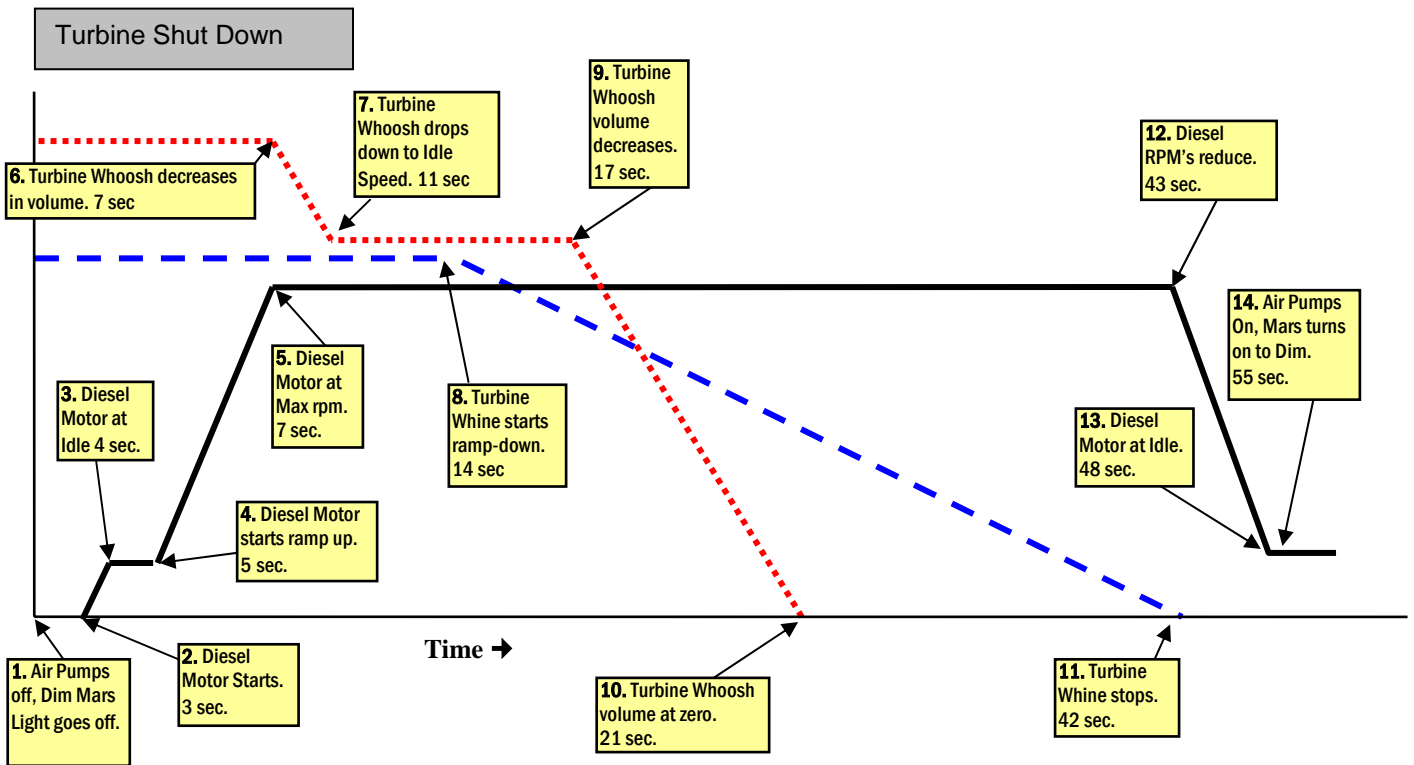 Turbine Shut Down
6. Turbine Whoosh decreases
in volume. 7 sec
7. Turbine
Whoosh drops
down to Idle
Speed. 11 sec
9. Turbine
Whoosh
volume
decreases.
17 sec.
12. Diesel
RPM’s reduce.
43 sec.
3. Diesel
Motor at
Idle 4 sec.
5. Diesel
Motor at
Max rpm.
7 sec.
8. Turbine
Whine starts
ramp-down.
14 sec
14. Air Pumps
On, Mars turns
on to Dim.
55 sec.
13. Diesel
Motor at Idle.
48 sec.
4. Diesel Motor
starts ramp up.
5 sec.
Time →
1. Air Pumps
off, Dim Mars
Light goes off.
2. Diesel
Motor Starts.
3 sec.
10. Turbine Whoosh
volume at zero.
21 sec.
11. Turbine
Whine stops.
42 sec.